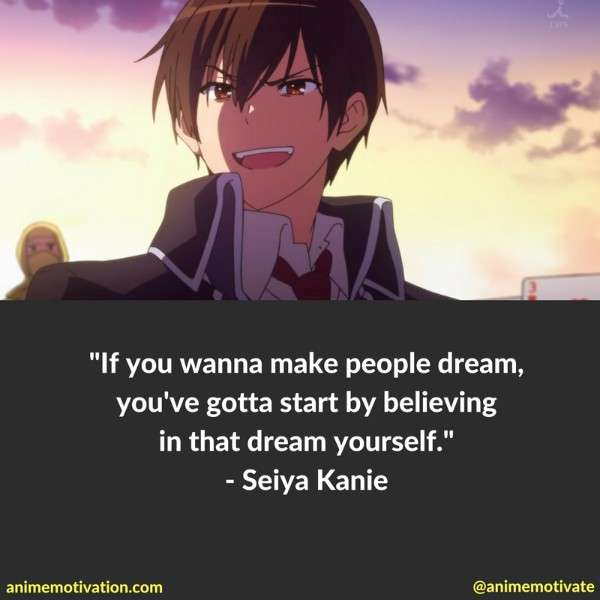 "If you wanna make people dream,
you've gotta start by believing
in that dream yourself."
- Seiya Kanie
animemotivation.com
@animemotivate